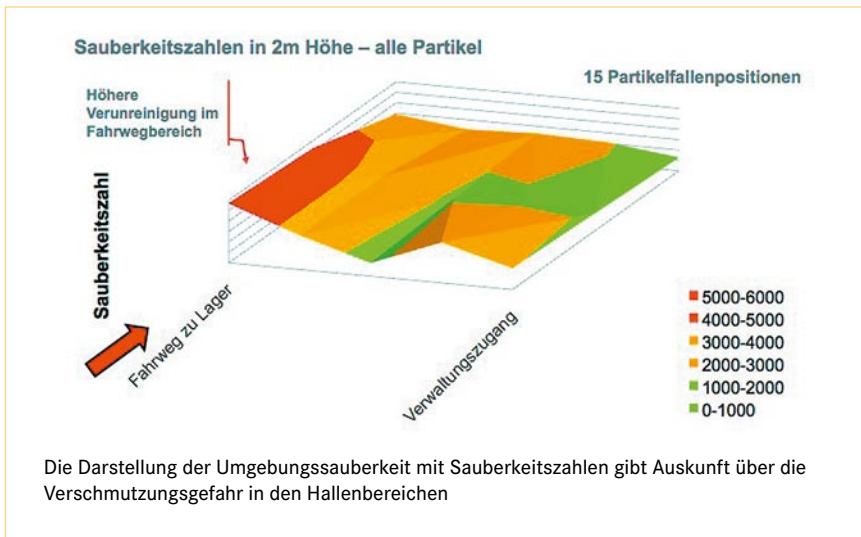 Sauberkeitszahlen in 2m Höhe – alle Partikel
15 Partikelfallenpositionen
Höhere
Verunreinigung im
Fahrwegbereich
Sauberkeitszahl
Fahrweg zu Lager
Verwaltungszugang
5000-6000
4000-5000
3000-4000
2000-3000
1000-2000
0-1000
Die Darstellung der Umgebungssauberkeit mit Sauberkeitszahlen gibt Auskunft über die
Verschmutzungsgefahr in den Hallenbereichen